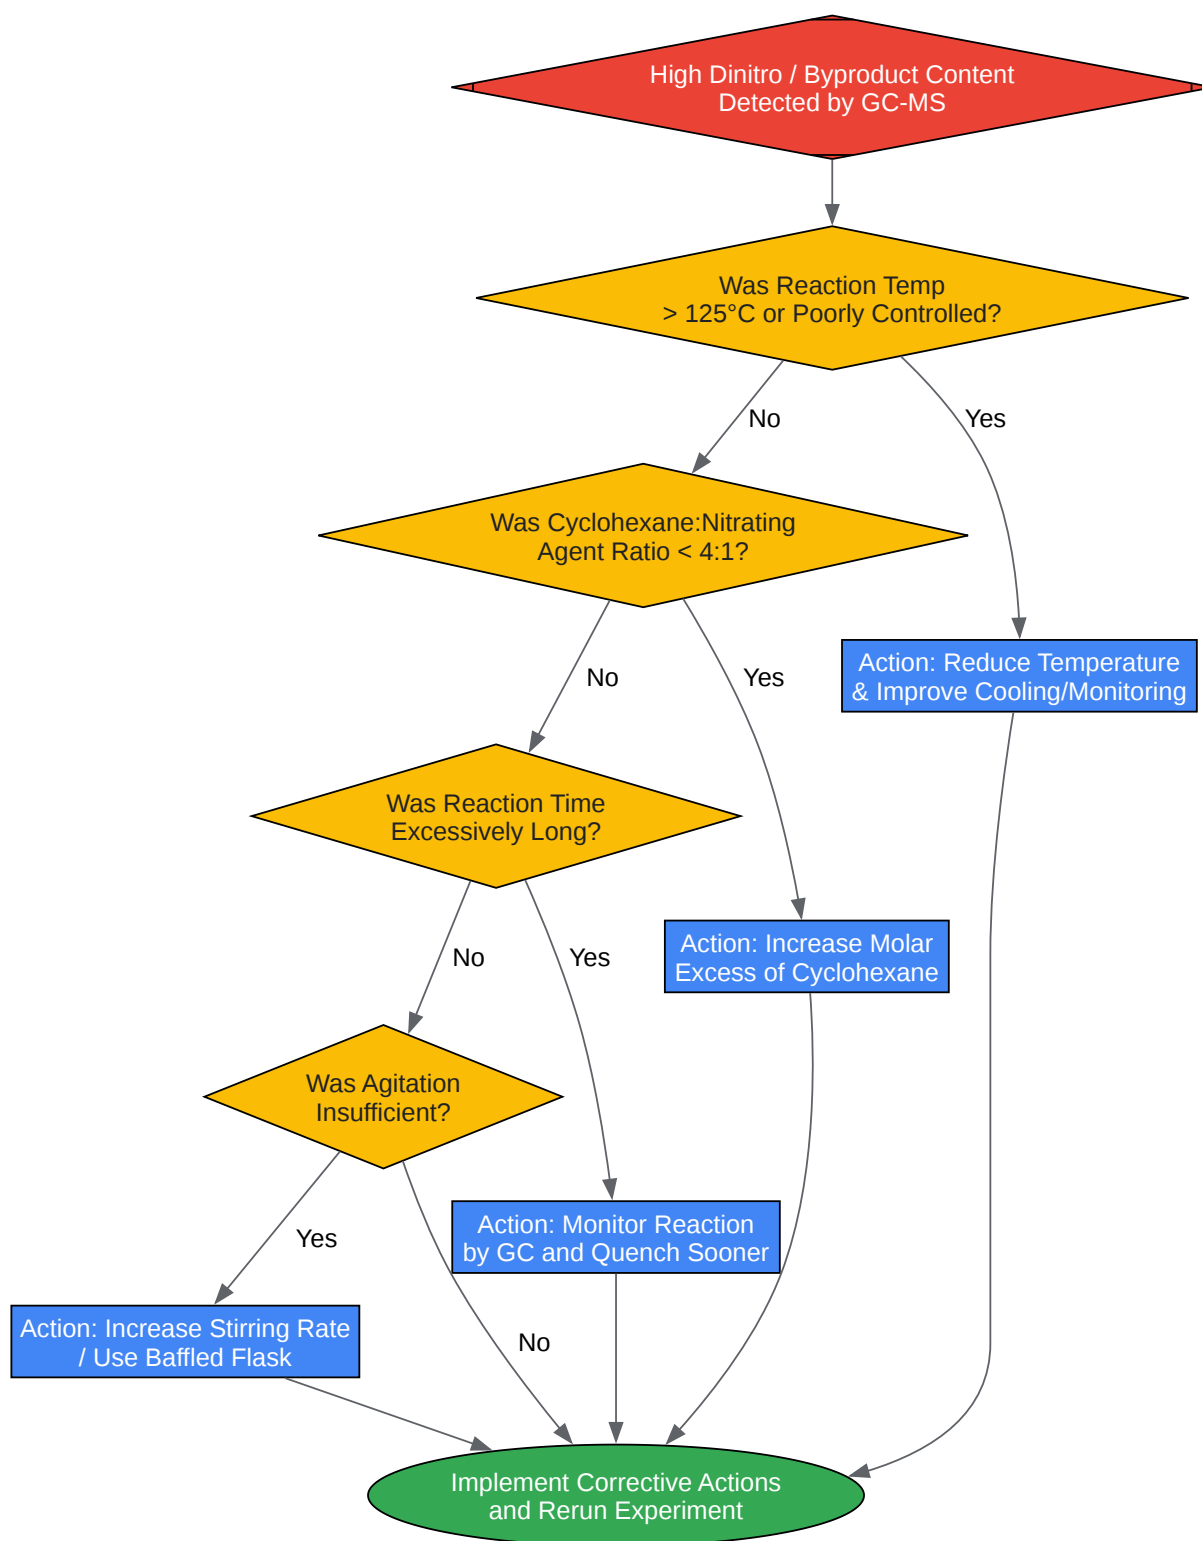 High Dinitro / Byproduct Content
Detected by GC-MS
Was Reaction Temp
> 125°C or Poorly Controlled?
No
Yes
Was Cyclohexane:Nitrating
Agent Ratio < 4:1?
No
Yes
Action: Reduce Temperature
& Improve Cooling/Monitoring
Was Reaction Time
Excessively Long?
No
Yes
Action: Increase Molar
Excess of Cyclohexane
Was Agitation
Insufficient?
Yes
No
Action: Monitor Reaction
by GC and Quench Sooner
Action: Increase Stirring Rate
/ Use Baffled Flask
Implement Corrective Actions
and Rerun Experiment